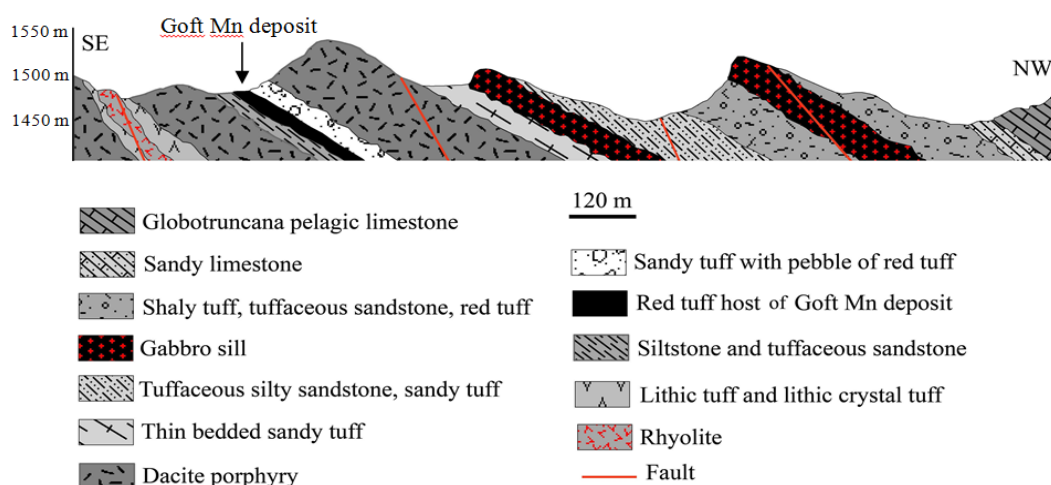 Goft Mn deposit
1550 m
SE
1500 m
NW
1450 m
120 m
Globotruncana pelagic limestone
Sandy limestone
Shaly tuff, tuffaceous sandstone, red tuff
Gabbro sill
Tuffaceous silty sandstone, sandy tuff
Thin bedded sandy tuff
Dacite porphyry
Sandy tuff with pebble of red tuff
Red tuff host of Goft Mn deposit
Siltstone and tuffaceous sandstone
Lithic tuff and lithic crystal tuff
Rhyolite
Fault